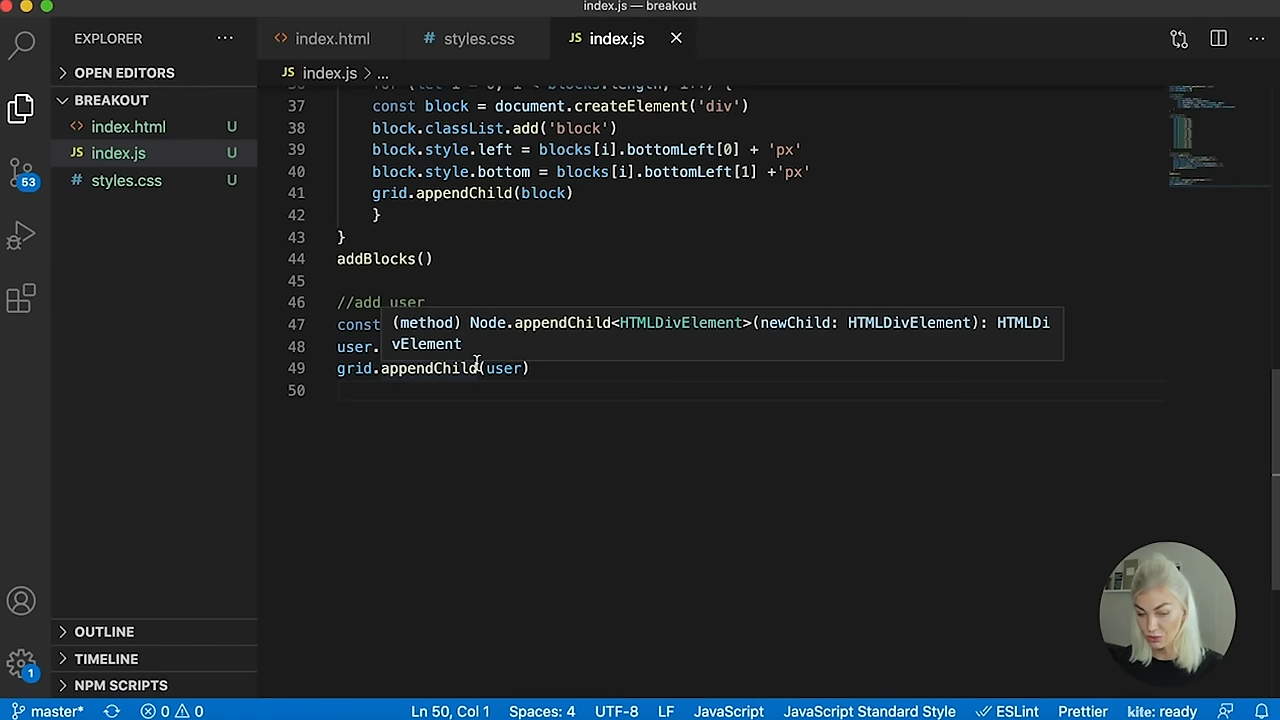 index.js — breakout
EXPLORER
index.html
styles.css
index.js
OPEN EDITORS
JS index.js > ...
BREAKOUT
index.html U
JS index.js U
# styles.css U
53
37 const block = document.createElement('div')
38 block.classList.add('block')
39 block.style.left = blocks[i].bottomLeft[0] + 'px'
40 block.style.bottom = blocks[i].bottomLeft[1] +'px'
41 grid.appendChild(block)
42 }
43 }
44 addBlocks()
45
46 //add user
47 const
(method) Node.appendChild<HTMLDivElement>(newChild: HTMLDivElement): HTMLDi
vElement
48 user.
49 grid.appendChild(user)
50
OUTLINE
TIMELINE
NPM SCRIPTS
1
master* 0 0 Ln 50, Col 1 Spaces: 4 UTF-8 LF JavaScript JavaScript Standard Style ESLint Prettier kite: ready